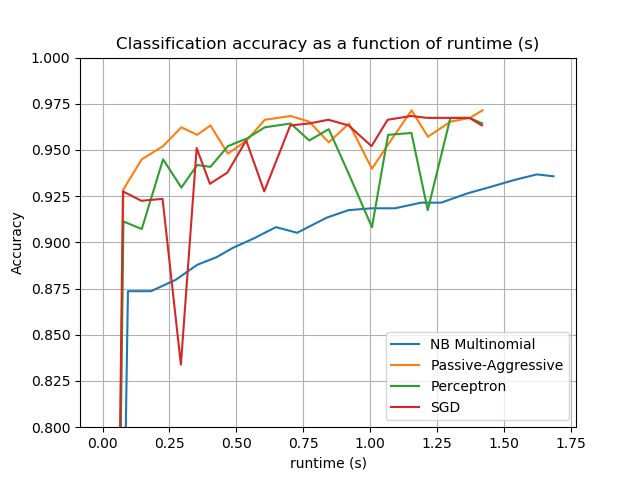 Classification accuracy as a function of runtime (s)
1.000
0.975
0.950
0.925
0.900
0.875
0.850
0.825
0.800
Accuracy
NB Multinomial
Passive-Aggressive
Perceptron
SGD
0.00 0.25 0.50 0.75 1.00 1.25 1.50 1.75
runtime (s)